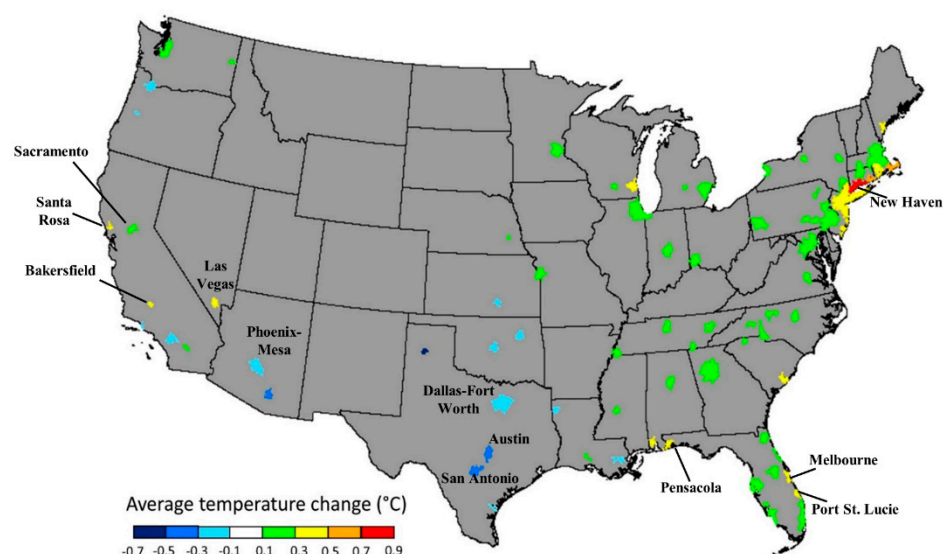 Sacramento
Santa
Rosa
Bakersfield
Las
Vegas
Phoenix-
Mesa
Dallas-Fort
Worth
Austin
San Antonio
New Haven
Melbourne
Pensacola
Port St. Lucie
Average temperature change (°C)
-0.7 -0.5 -0.3 -0.1 0.1 0.3 0.5 0.7 0.9